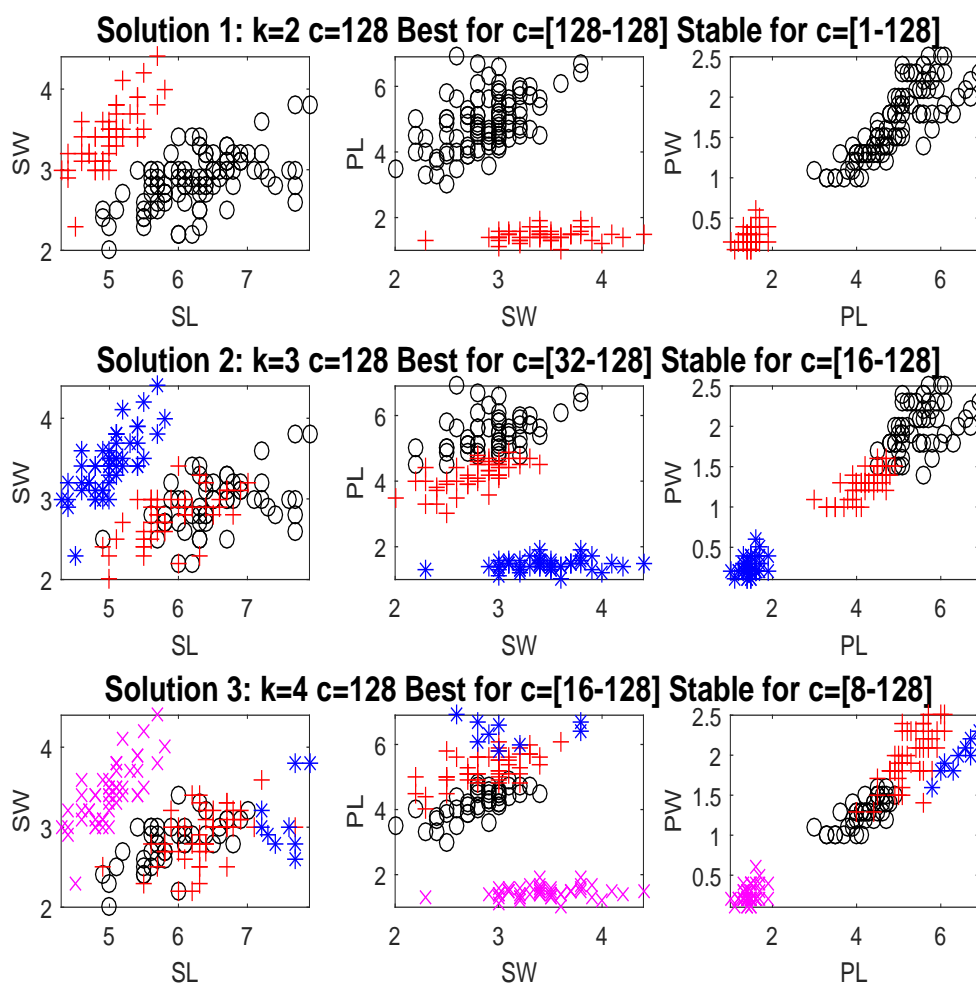 Solution 1: k=2 c=128 Best for c=[128-128] Stable for c=[1-128]
SW
4
3
2
5 6 7
SL
PL
6
4
2
2 3 4
SW
PW
2.5
2
1.5
1
0.5
2 4 6
PL
Solution 2: k=3 c=128 Best for c=[32-128] Stable for c=[16-128]
SW
4
3
2
5 6 7
SL
PL
6
4
2
2 3 4
SW
PW
2.5
2
1.5
1
0.5
2 4 6
PL
Solution 3: k=4 c=128 Best for c=[16-128] Stable for c=[8-128]
SW
4
3
2
5 6 7
SL
PL
6
4
2
2 3 4
SW
PW
2.5
2
1.5
1
0.5
2 4 6
PL